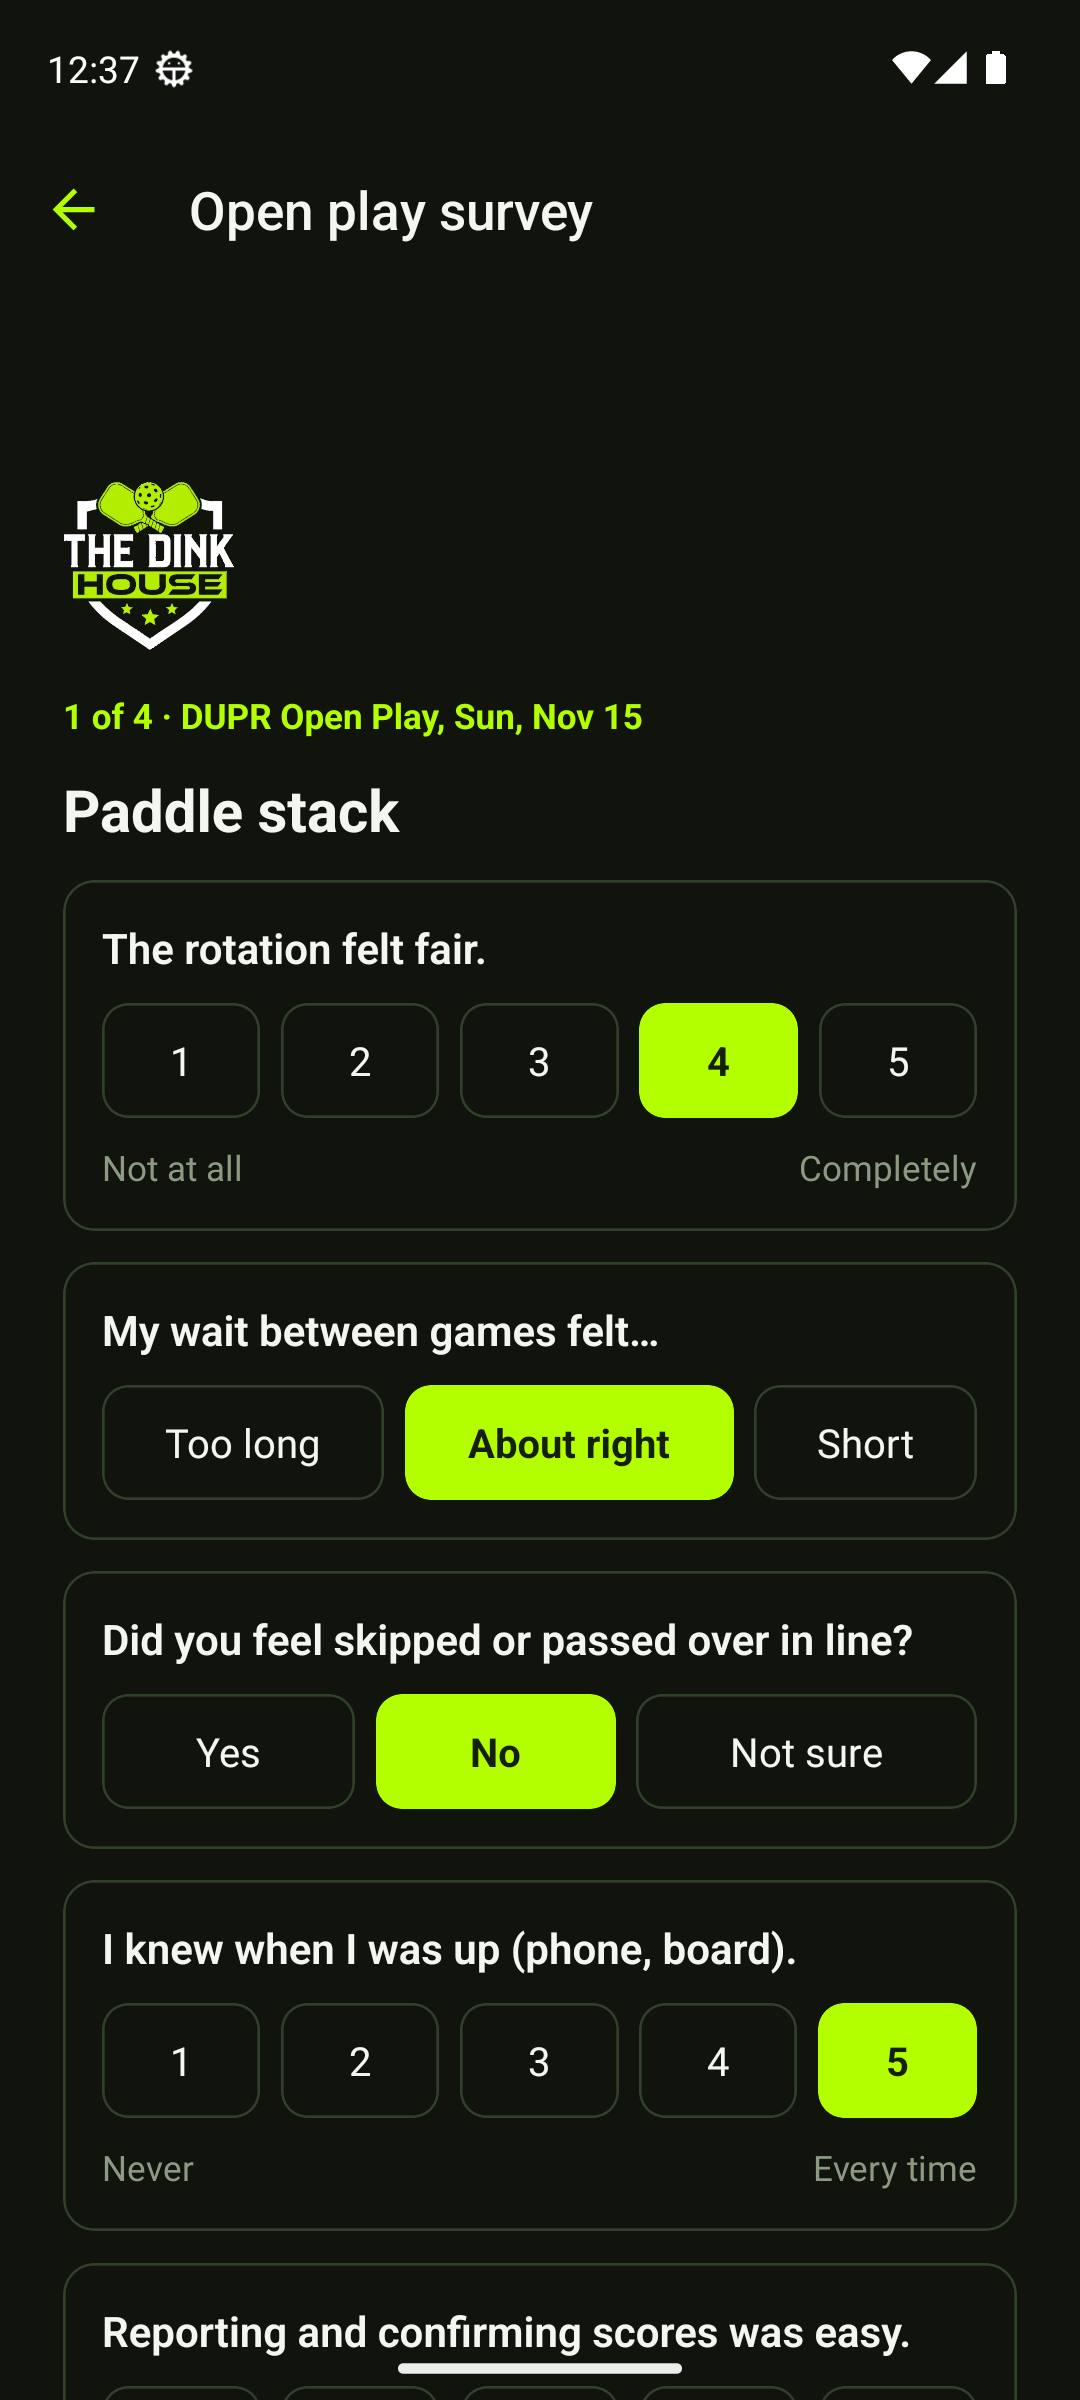 12:37
Open play survey
THE DINK
HOUSE
1 of 4 · DUPR Open Play, Sun, Nov 15
Paddle stack
The rotation felt fair.
1 2 3 4 5
Not at all Completely
My wait between games felt...
Too long About right Short
Did you feel skipped or passed over in line?
Yes No Not sure
I knew when I was up (phone, board).
1 2 3 4 5
Never Every time
Reporting and confirming scores was easy.